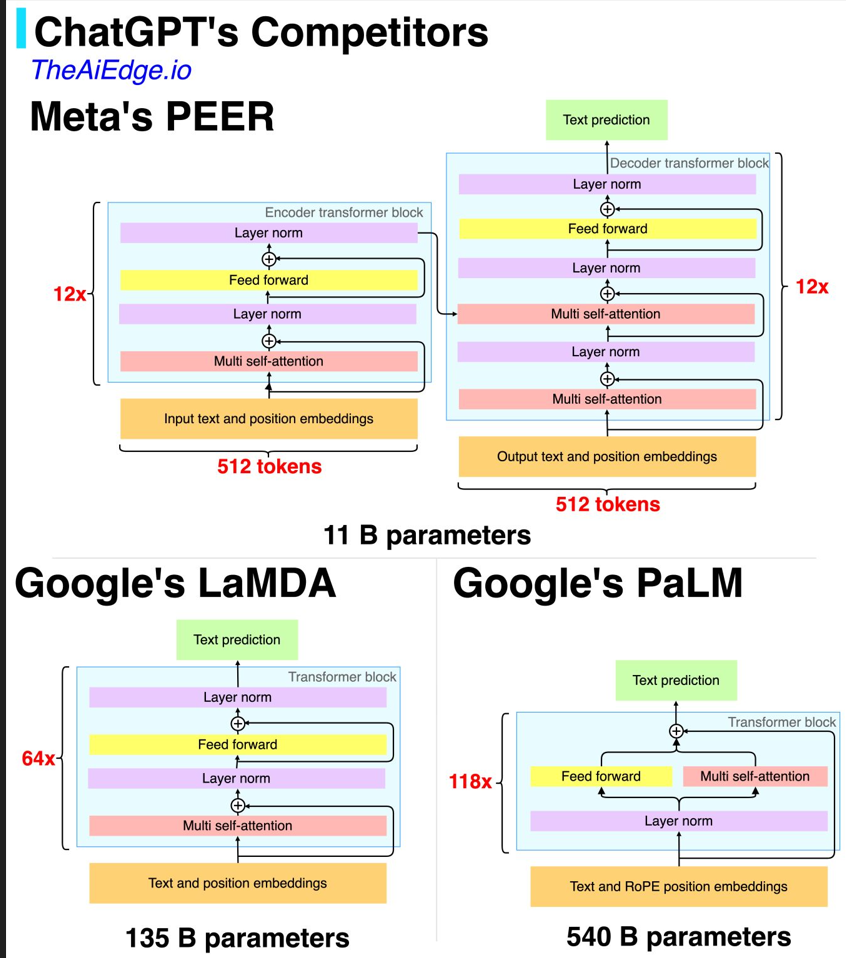 ChatGPT's Competitors
TheAiEdge.io
Meta's PEER
Text prediction
Decoder transformer block
Layer norm
Feed forward
Layer norm
Multi self-attention
Layer norm
Multi self-attention
Output text and position embeddings
12x
512 tokens
Encoder transformer block
Layer norm
Feed forward
Layer norm
Multi self-attention
Input text and position embeddings
12x
512 tokens
11 B parameters
Google's LaMDA
Text prediction
Transformer block
Layer norm
Feed forward
Layer norm
Multi self-attention
Text and position embeddings
64x
135 B parameters
Google's PaLM
Text prediction
Transformer block
Feed forward
Multi self-attention
Layer norm
Text and RoPE position embeddings
118x
540 B parameters